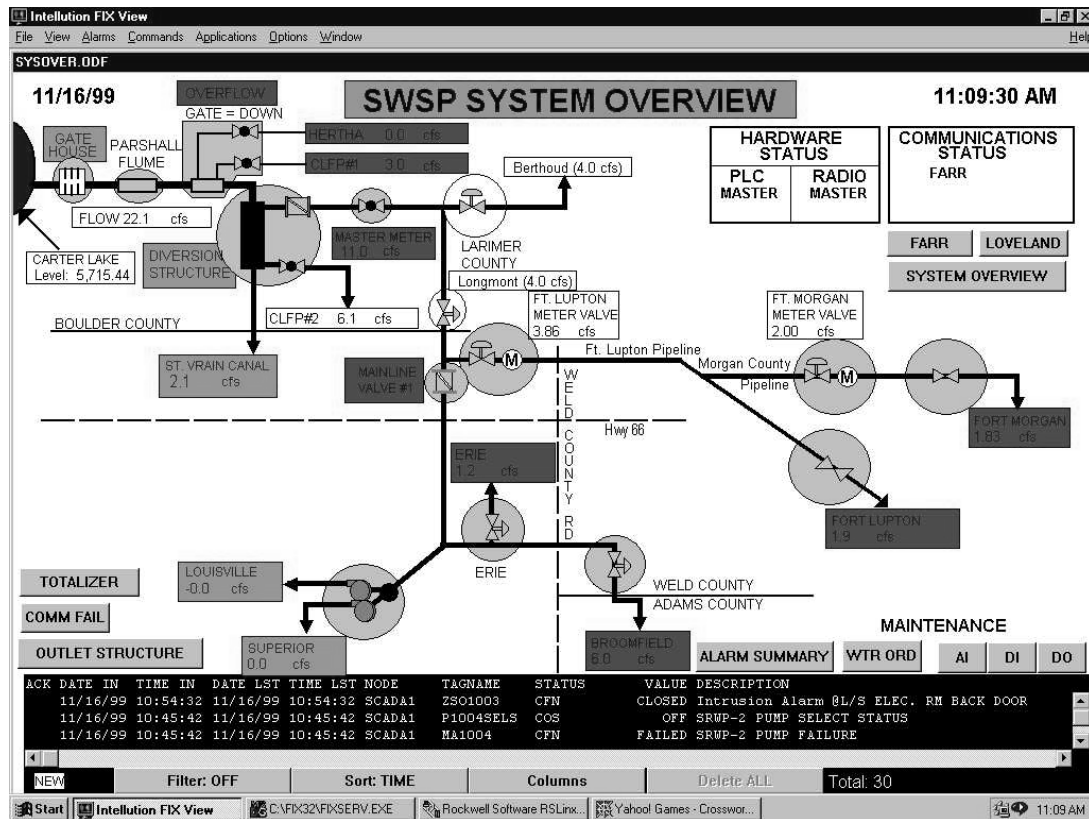 Intellution FIX View
File View Alarms Commands Applications Options Window Help
SYSOVER.ODF
11/16/99
OVERFLOW
GATE = DOWN
SWSP SYSTEM OVERVIEW
11:09:30 AM
GATE
HOUSE
PARSHALL
FLUME
HERTHA 0.0 cfs
CLFP#1 3.0 cfs
Berthoud (4.0 cfs)
HARDWARE
STATUS
PLC
MASTER
RADIO
MASTER
COMMUNICATIONS
STATUS
FARR
FLOW 22.1 cfs
CARTER LAKE
Level: 5,715.44
DIVERSION
STRUCTURE
MASTER METER
11.0 cfs
LARIMER
COUNTY
FARR
LOVELAND
SYSTEM OVERVIEW
Longmont (4.0 cfs)
BOULDER COUNTY
CLFP#2 6.1 cfs
FT. LUPTON
METER VALVE
3.86 cfs
FT. MORGAN
METER VALVE
2.00 cfs
ST. VRAIN CANAL
2.1 cfs
MAINLINE
VALVE #1
M
Ft. Lupton Pipeline
Morgan County
Pipeline
M
WELD COUNTY RD
Hwy 66
FORT MORGAN
1.83 cfs
ERIE
1.2 cfs
FORT LUPTON
1.9 cfs
ERIE
LOUISVILLE
-0.0 cfs
TOTALIZER
COMM FAIL
OUTLET STRUCTURE
SUPERIOR
0.0 cfs
WELD COUNTY
ADAMS COUNTY
BROOMFIELD
6.0 cfs
MAINTENANCE
ALARM SUMMARY
WTR ORD
AI
DI
DO
ACK DATE IN TIME IN DATE LST TIME LST NODE TAGNAME STATUS VALUE DESCRIPTION
11/16/99 10:54:32 11/16/99 10:54:32 SCADA1 ZSO1003 CFN CLOSED Intrusion Alarm @L/S ELEC. RM BACK DOOR
11/16/99 10:45:42 11/16/99 10:45:42 SCADA1 P1004SELS COS OFF SRWP-2 PUMP SELECT STATUS
11/16/99 10:45:42 11/16/99 10:45:42 SCADA1 MA1004 CFN FAILED SRWP-2 PUMP FAILURE
NEW
Filter: OFF
Sort: TIME
Columns
Delete ALL
Total: 30
Start
Intellution FIX View
C:\FIX32\FIXSERV.EXE
Rockwell Software RSLinx...
Yahoo! Games - Crosswor...
11:09 AM